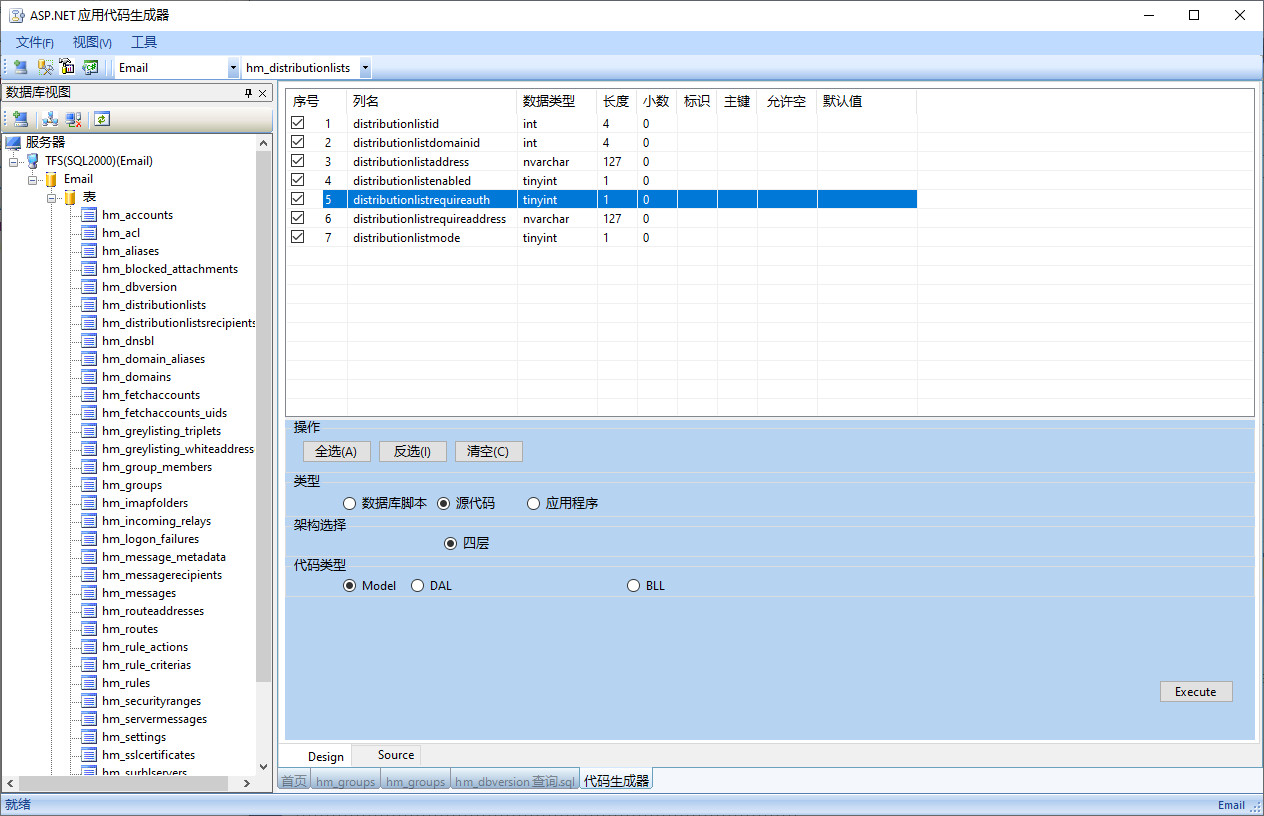 ASP.NET 应用代码生成器
文件(F) 视图(V) 工具
Email hm_distributionlists
数据库视图
服务器
TFS(SQL2000)(Email)
Email
表
hm_accounts
hm_acl
hm_aliases
hm_blocked_attachments
hm_dbversion
hm_distributionlists
hm_distributionlistsrecipients
hm_dnsbl
hm_domain_aliases
hm_domains
hm_fetchaccounts
hm_fetchaccounts_uids
hm_greylisting_triplets
hm_greylisting_whiteaddress
hm_group_members
hm_groups
hm_imapfolders
hm_incoming_relays
hm_logon_failures
hm_message_metadata
hm_messagerecipients
hm_messages
hm_routeaddresses
hm_routes
hm_rule_actions
hm_rule_criterias
hm_rules
hm_securityranges
hm_servermessages
hm_settings
hm_sslcertificates
hm_surblservers
序号 列名 数据类型 长度 小数 标识 主键 允许空 默认值
1 distributionlistid int 4 0
2 distributionlistdomainid int 4 0
3 distributionlistaddress nvarchar 127 0
4 distributionlistenabled tinyint 1 0
5 distributionlistrequireauth tinyint 1 0
6 distributionlistrequireaddress nvarchar 127 0
7 distributionlistmode tinyint 1 0
操作
全选(A) 反选(I) 清空(C)
类型
数据库脚本 源代码 应用程序
架构选择
四层
代码类型
Model DAL BLL
Execute
Design Source
首页 hm_groups hm_groups hm_dbversion 查询.sql 代码生成器
就绪 Email